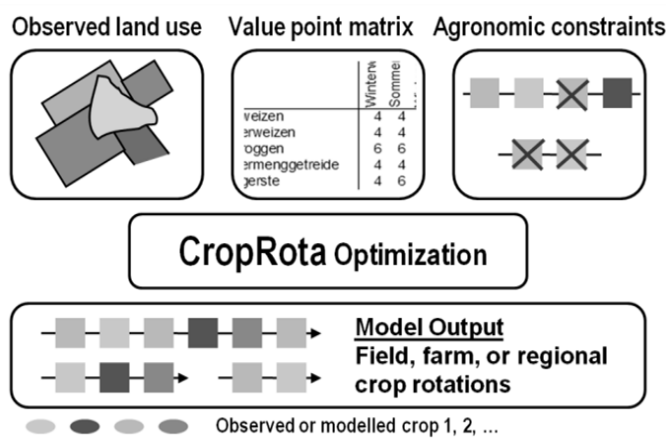 Observed land use
Value point matrix
Agronomic constraints
Winterw
Sommer
weizen 4 4
erweizen 4 4
roggen 6 6
ermenggetreide 4 4
gerste 4 6
CropRota Optimization
Model Output
Field, farm, or regional
crop rotations
Observed or modelled crop 1, 2, ...